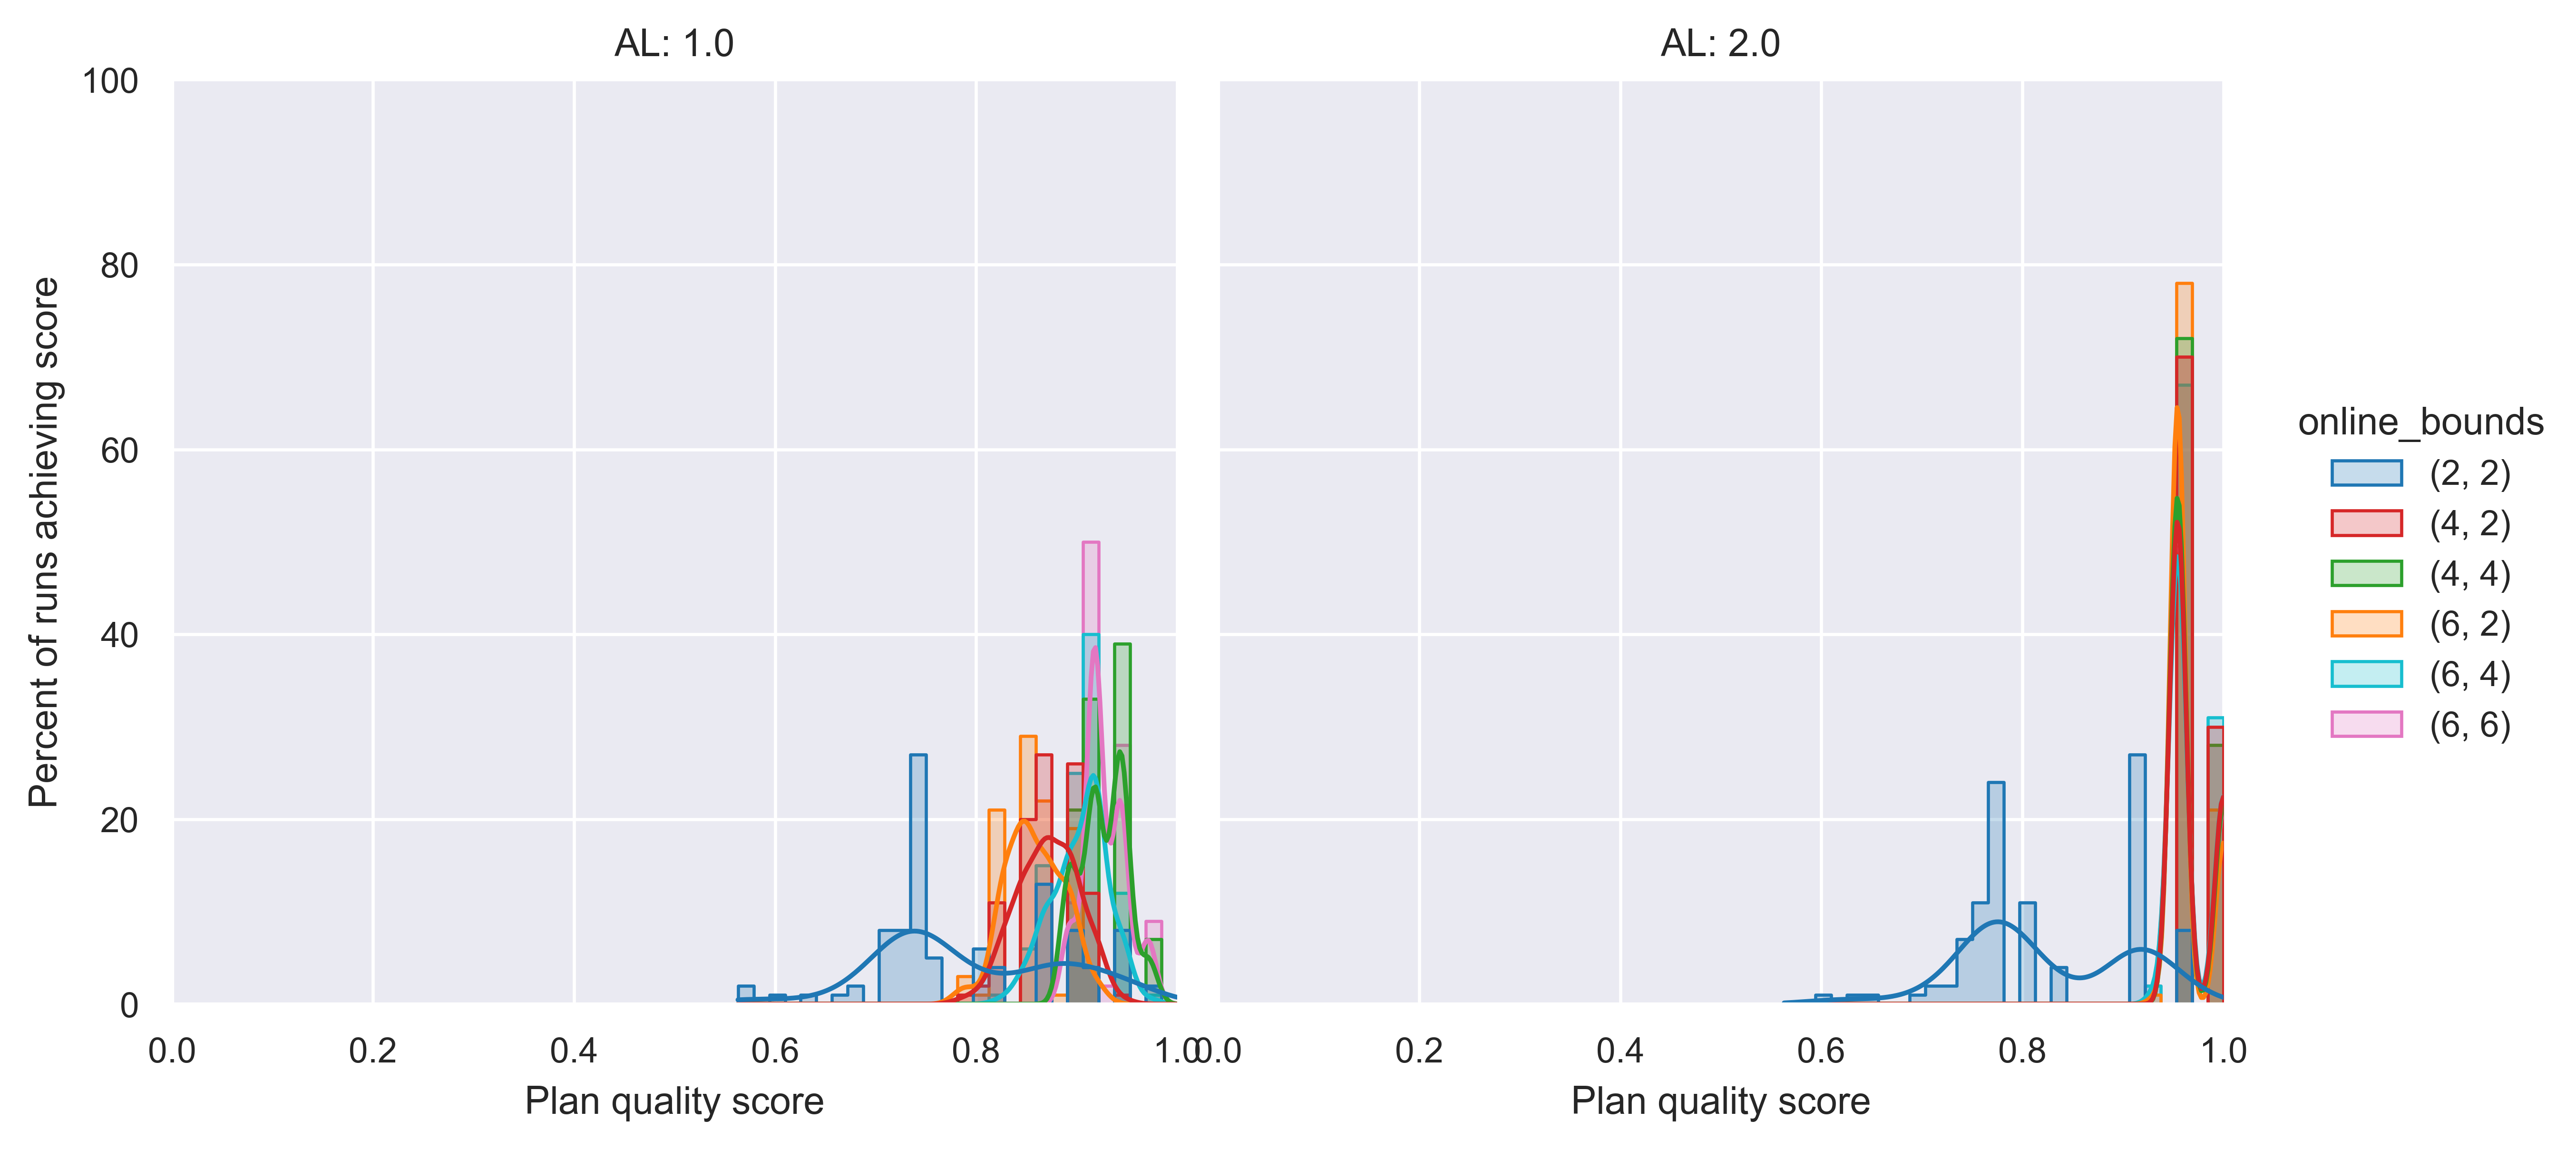 AL: 1.0
AL: 2.0
Percent of runs achieving score
100
80
60
40
20
0
0.0 0.2 0.4 0.6 0.8 1.0
0.0 0.2 0.4 0.6 0.8 1.0
Plan quality score
Plan quality score
online_bounds
(2, 2)
(4, 2)
(4, 4)
(6, 2)
(6, 4)
(6, 6)